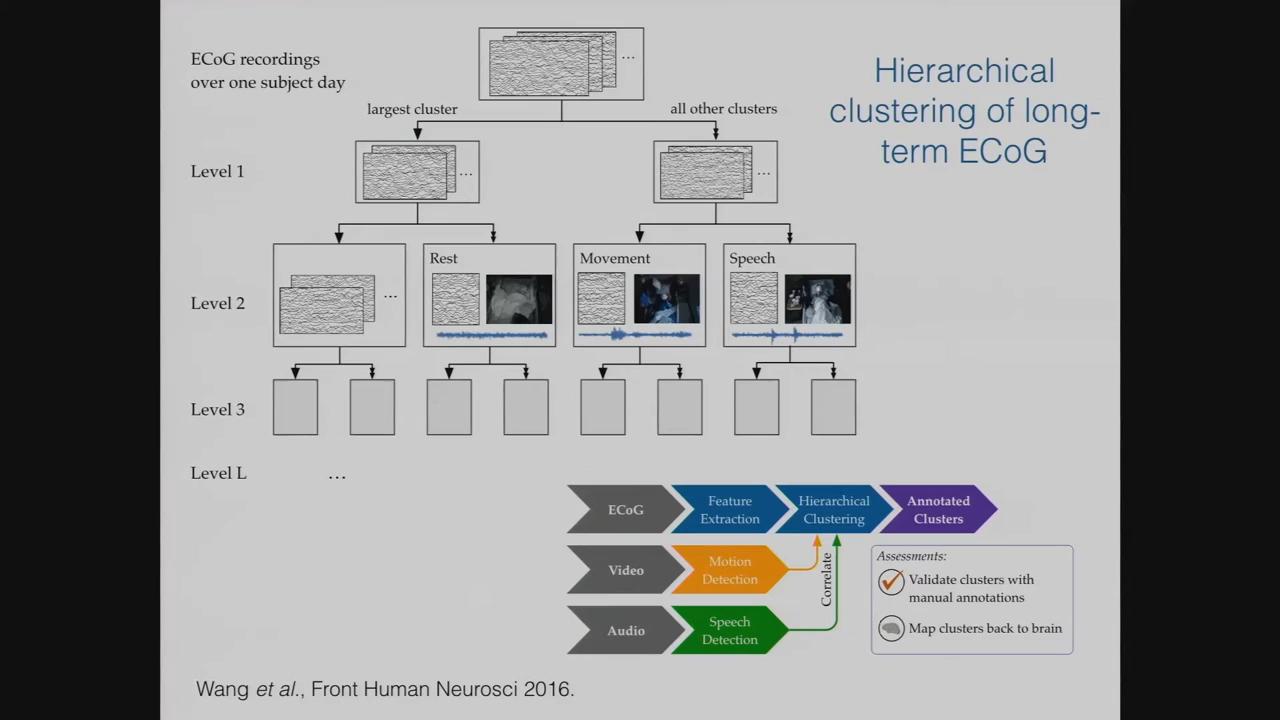 Hierarchical
clustering of long-
term ECoG
ECoG recordings
over one subject day
...
largest cluster
all other clusters
Level 1
...
...
Level 2
...
Rest
Movement
Speech
Level 3
Level L
...
ECoG
Feature
Extraction
Hierarchical
Clustering
Annotated
Clusters
Video
Motion
Detection
Audio
Speech
Detection
Correlate
Assessments:
Validate clusters with
manual annotations
Map clusters back to brain
Wang et al., Front Human Neurosci 2016.